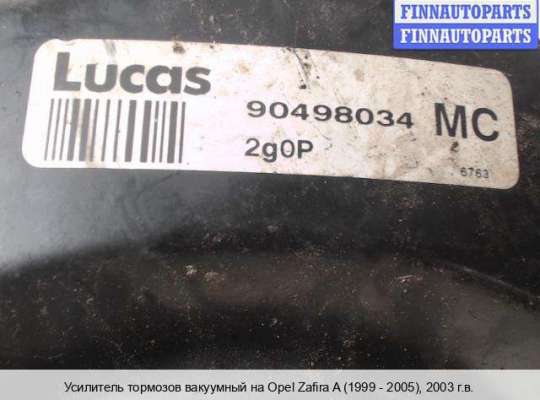 FINNAUTOPARTS
FINNAUTOPARTS
Lucas
90498034 MC
2g0P
6763
Усилитель тормозов вакуумный на Opel Zafira A (1999 - 2005), 2003 г.в.